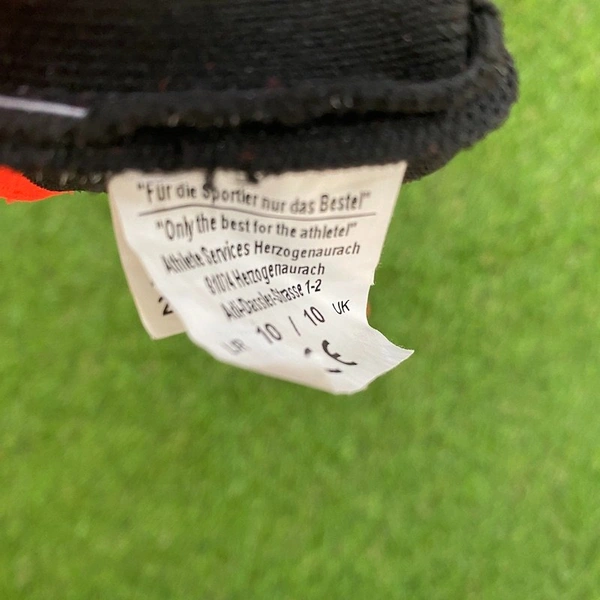 "Für die Sportler nur das Beste!"
"Only the best for the athlete!"
Athlete Services Herzogenaurach
91074 Herzogenaurach
Adi-Dassler-Strasse 1-2
10 / 10 UK
CE
2